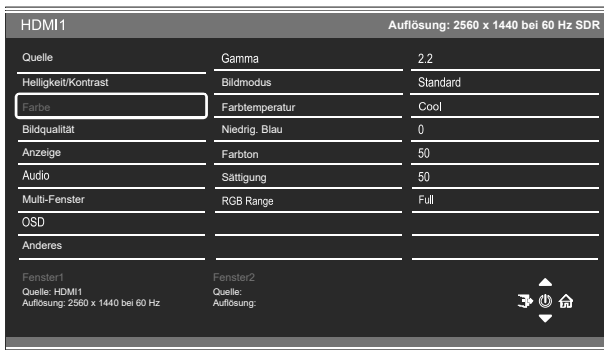 HDMI1 Auflösung: 2560 x 1440 bei 60 Hz SDR
Quelle Gamma 2.2
Helligkeit/Kontrast Bildmodus Standard
Farbe Farbtemperatur Cool
Bildqualität Niedrig. Blau 0
Anzeige Farbton 50
Audio Sättigung 50
Multi-Fenster RGB Range Full
OSD
Anderes
Fenster1 Fenster2
Quelle: HDMI1 Quelle:
Auflösung: 2560 x 1440 bei 60 Hz Auflösung: